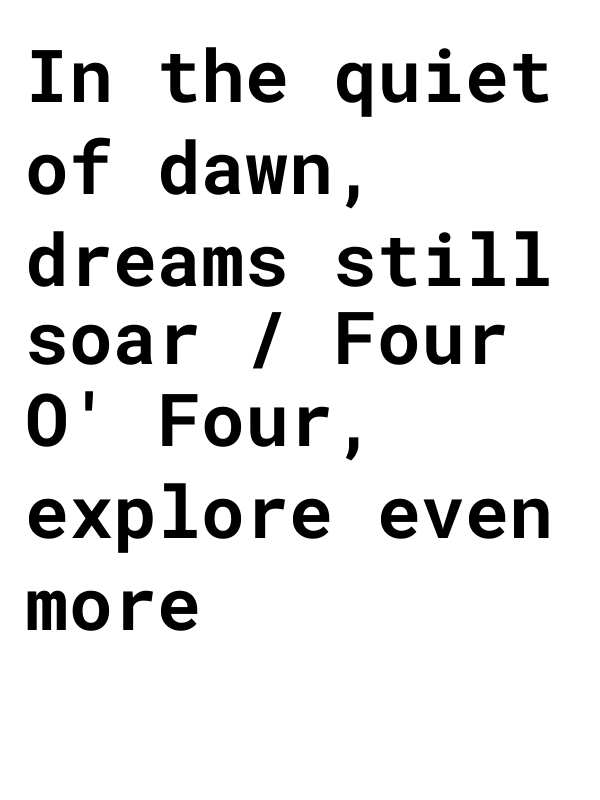 In the quiet
of dawn,
dreams still
soar / Four
O' Four,
explore even
more